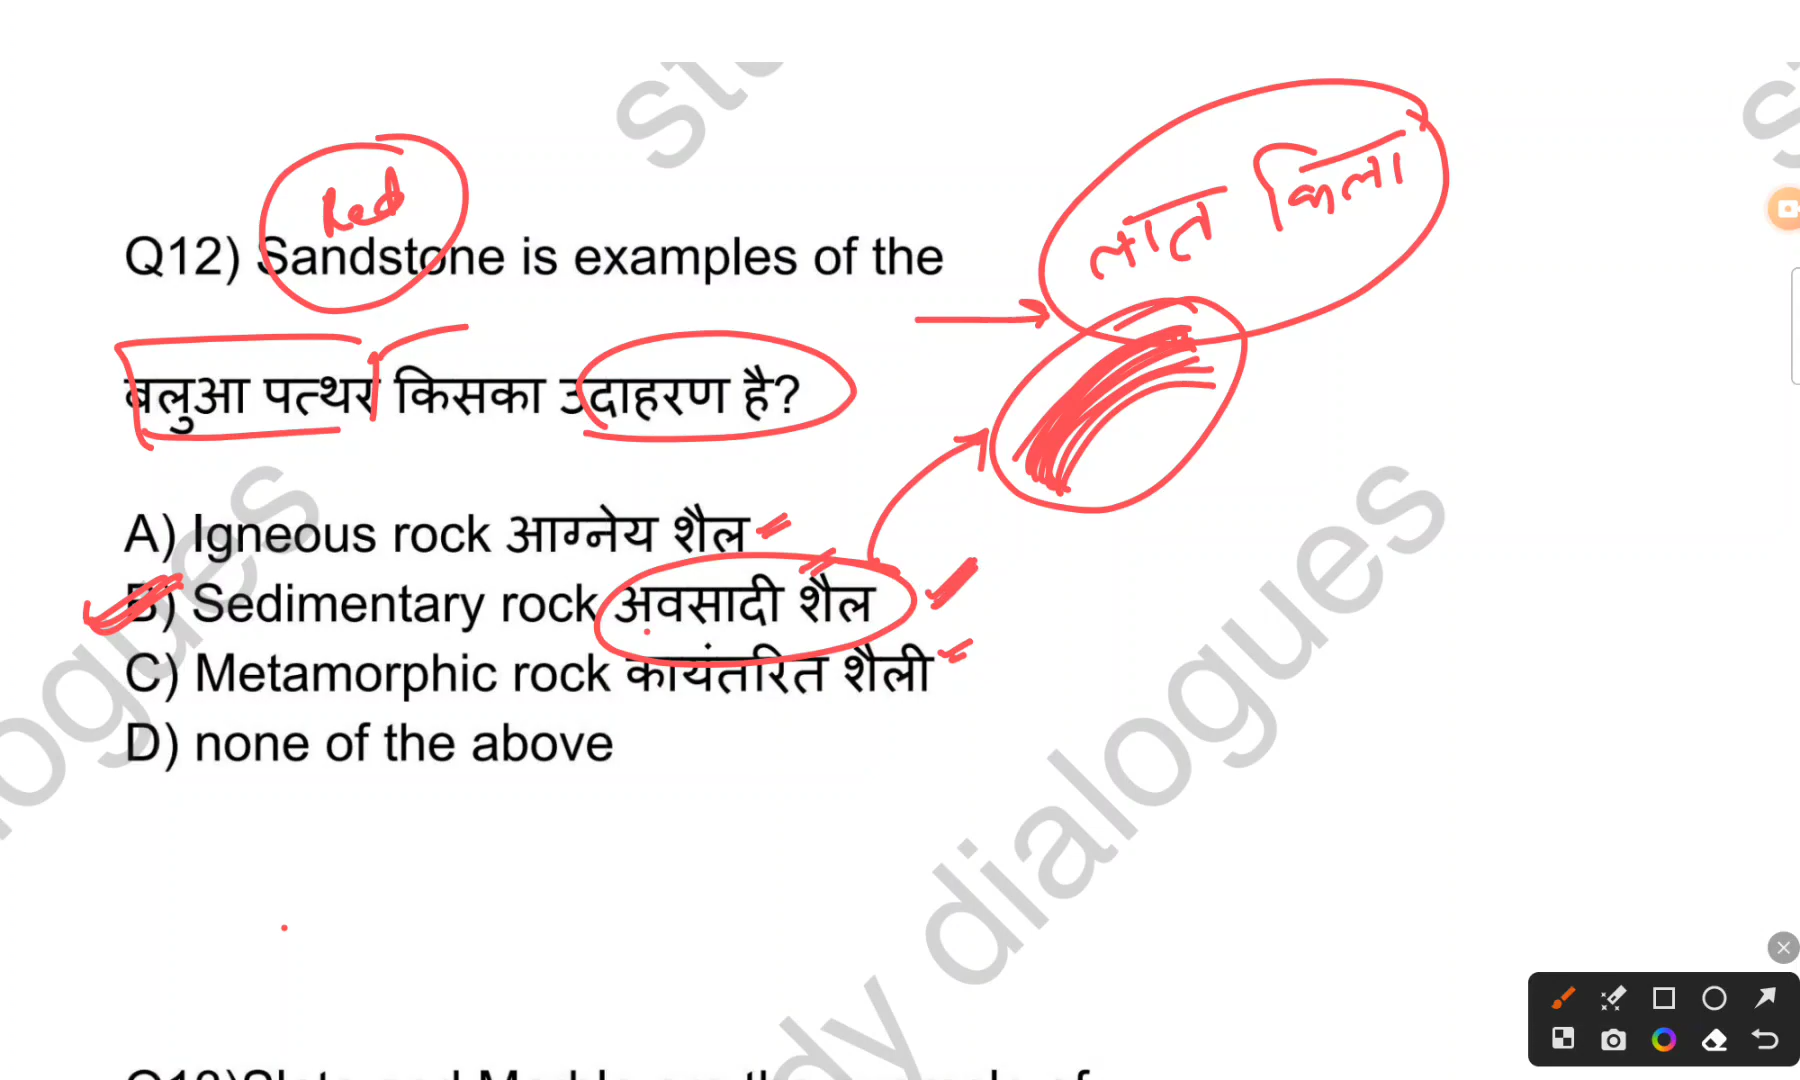 Red
Q12) Sandstone is examples of the
लाल किला
बलुआ पत्थर किसका उदाहरण है?
A) Igneous rock आग्नेय शैल
B) Sedimentary rock अवसादी शैल
C) Metamorphic rock कायंतरित शैली
D) none of the above
dialogues